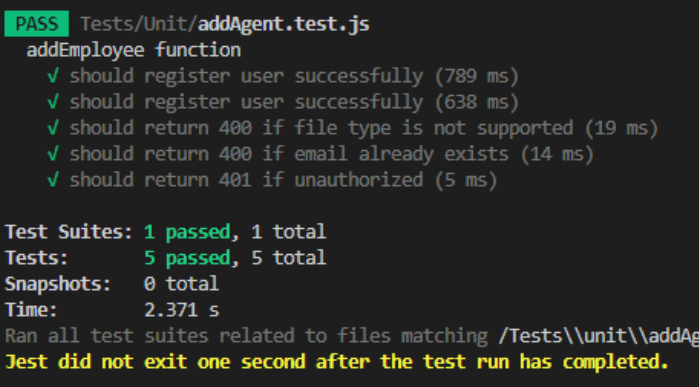 PASS Tests/Unit/addAgent.test.js
addEmployee function
√ should register user successfully (789 ms)
√ should register user successfully (638 ms)
√ should return 400 if file type is not supported (19 ms)
√ should return 400 if email already exists (14 ms)
√ should return 401 if unauthorized (5 ms)
Test Suites: 1 passed, 1 total
Tests: 5 passed, 5 total
Snapshots: 0 total
Time: 2.371 s
Ran all test suites related to files matching /Tests\\unit\\addAg
Jest did not exit one second after the test run has completed.